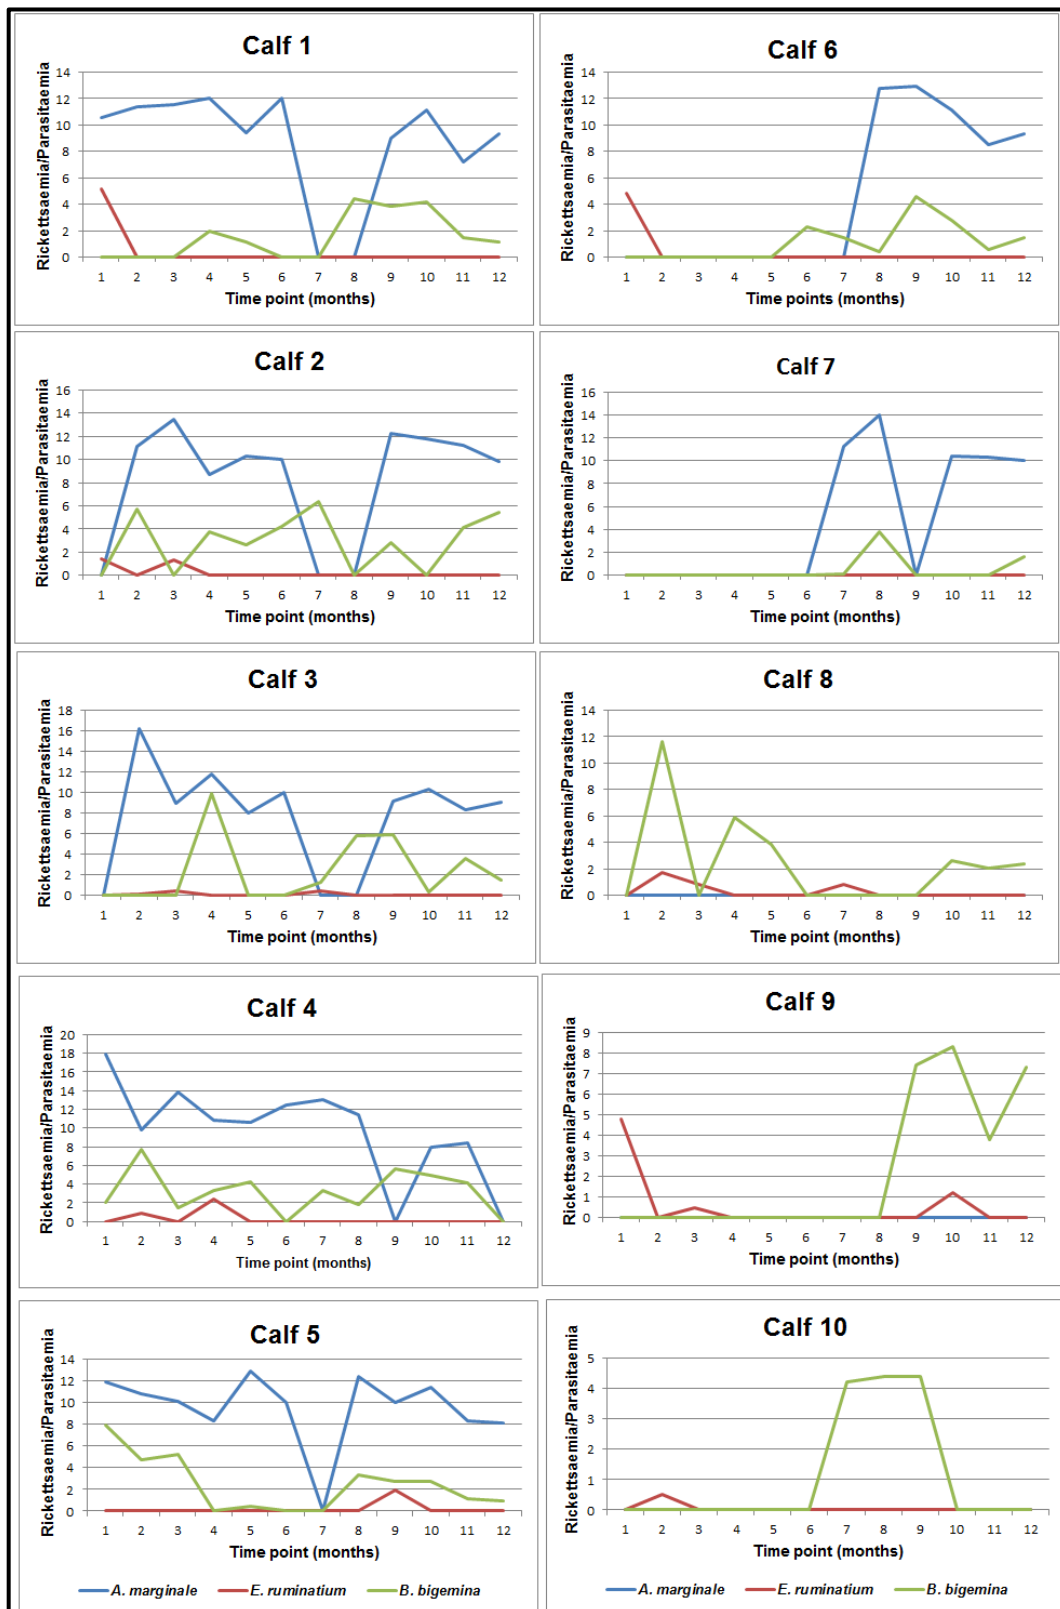 Calf 1
Rickettsaemia/Parasitaemia
14
12
10
8
6
4
2
0
1 2 3 4 5 6 7 8 9 10 11 12
Time point (months)
Calf 6
Rickettsaemia/Parasitaemia
14
12
10
8
6
4
2
0
1 2 3 4 5 6 7 8 9 10 11 12
Time points (months)
Calf 2
Rickettsaemia/Parasitaemia
16
14
12
10
8
6
4
2
0
1 2 3 4 5 6 7 8 9 10 11 12
Time point (months)
Calf 7
Rickettsaemia/Parasitaemia
16
14
12
10
8
6
4
2
0
1 2 3 4 5 6 7 8 9 10 11 12
Time point (months)
Calf 3
Rickettsaemia/Parasitaemia
18
16
14
12
10
8
6
4
2
0
1 2 3 4 5 6 7 8 9 10 11 12
Time point (months)
Calf 8
Rickettsaemia/Parasitaemia
14
12
10
8
6
4
2
0
1 2 3 4 5 6 7 8 9 10 11 12
Time point (months)
Calf 4
Rickettsaemia/Parasitaemia
20
18
16
14
12
10
8
6
4
2
0
1 2 3 4 5 6 7 8 9 10 11 12
Time point (months)
Calf 9
Rickettsaemia/Parasitaemia
9
8
7
6
5
4
3
2
1
0
1 2 3 4 5 6 7 8 9 10 11 12
Time point (months)
Calf 5
Rickettsaemia/Parasitaemia
14
12
10
8
6
4
2
0
1 2 3 4 5 6 7 8 9 10 11 12
Time point (months)
A. marginale E. ruminatium B. bigemina
Calf 10
Rickettsaemia/Parasitaemia
5
4
3
2
1
0
1 2 3 4 5 6 7 8 9 10 11 12
Time point (months)
A. marginale E. ruminatium B. bigemina